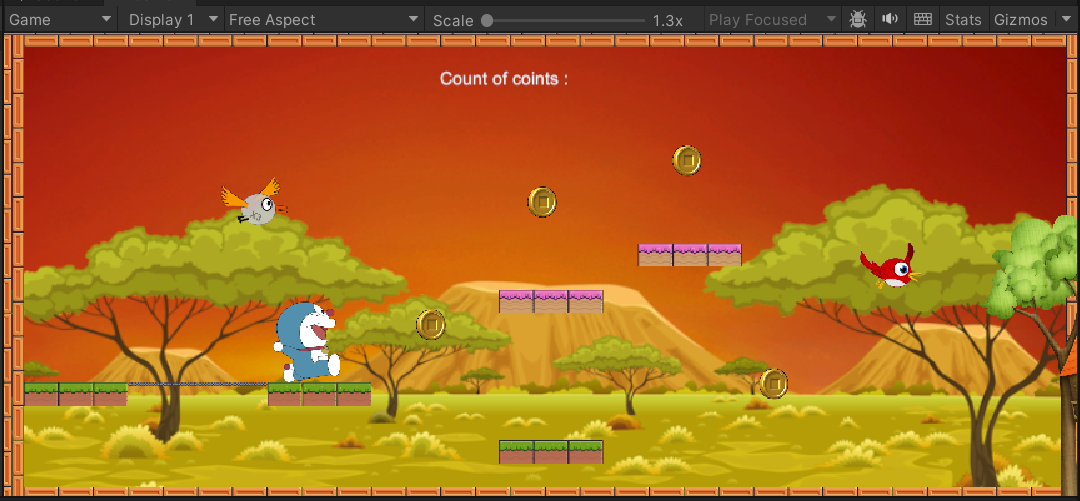 Game Display 1 Free Aspect Scale 1.3x Play Focused Stats Gizmos
Count of coints :